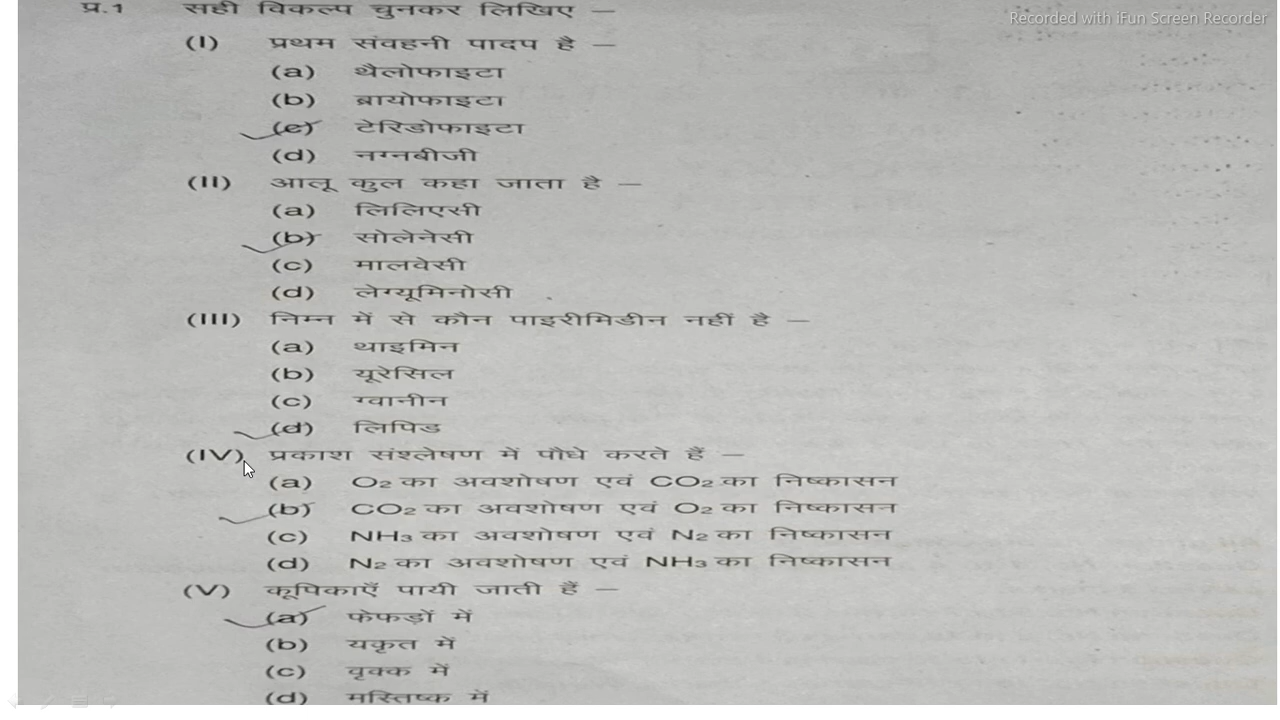 Recorded with iFun Screen Recorder
प्र.1 सही विकल्प चुनकर लिखिए –
(I) प्रथम संवहनी पादप है –
(a) थैलोफाइटा
(b) ब्रायोफाइटा
(c) टेरिडोफाइटा
(d) नग्नबीजी
(II) आलू कुल कहा जाता है –
(a) लिलिएसी
(b) सोलेनेसी
(c) मालवेसी
(d) लेग्यूमिनोसी
(III) निम्न में से कौन पाइरीमिडीन नहीं है –
(a) थाइमिन
(b) यूरेसिल
(c) ग्वानीन
(d) लिपिड
(IV) प्रकाश संश्लेषण में पौधे करते हैं –
(a) O₂ का अवशोषण एवं CO₂ का निष्कासन
(b) CO₂ का अवशोषण एवं O₂ का निष्कासन
(c) NH₃ का अवशोषण एवं N₂ का निष्कासन
(d) N₂ का अवशोषण एवं NH₃ का निष्कासन
(V) कूपिकाएँ पायी जाती हैं –
(a) फेफड़ों में
(b) यकृत में
(c) वृक्क में
(d) मस्तिष्क में